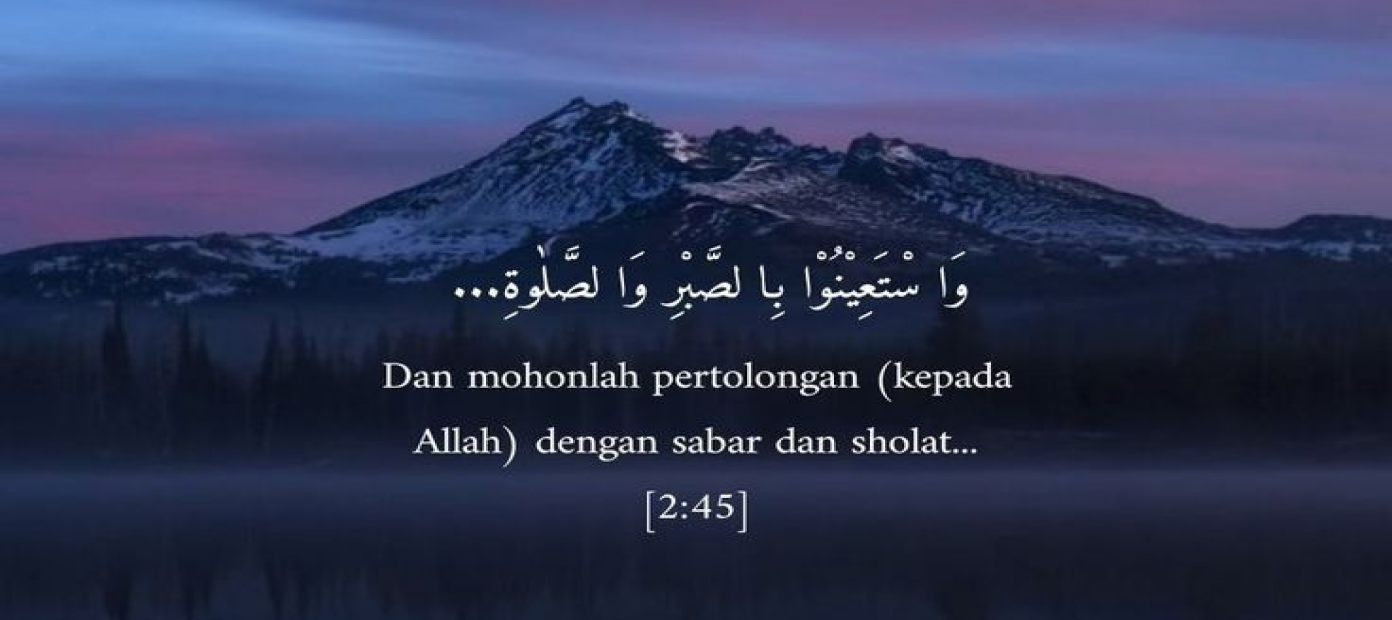 وَا سْتَعِيْنُوْا بِا لصَّبْرِ وَا لصَّلٰوةِ...
Dan mohonlah pertolongan (kepada
Allah) dengan sabar dan sholat...
[2:45]